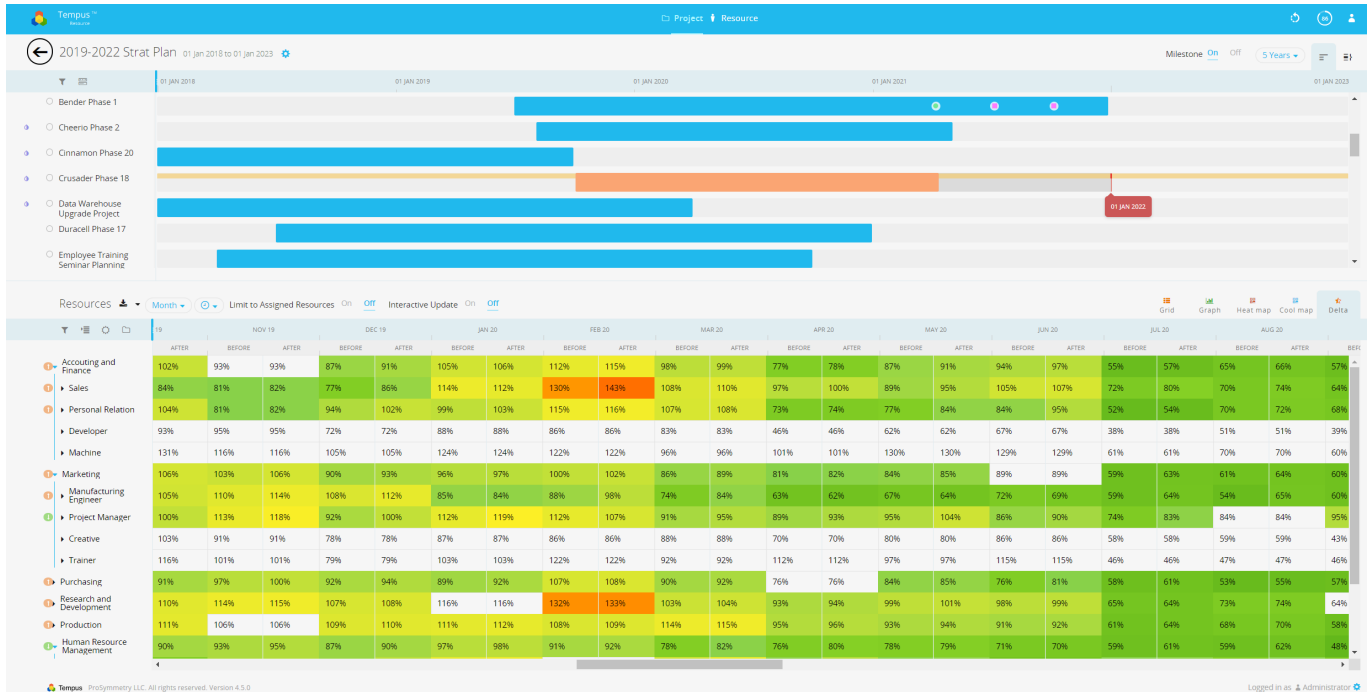 Tempus ™
Resource
Project Resource
86
2019-2022 Strat Plan 01 Jan 2018 to 01 Jan 2023
Milestone On Off 5 Years
01 JAN 2018 01 JAN 2019 01 JAN 2020 01 JAN 2021 01 JAN 2023
Bender Phase 1
Cheerio Phase 2
Cinnamon Phase 20
Crusader Phase 18
Data Warehouse
Upgrade Project
01 JAN 2022
Duracell Phase 17
Employee Training
Seminar Planning
Resources Month Limit to Assigned Resources On Off Interactive Update On Off
Grid Graph Heat map Cool map Delta
19 NOV 19 DEC 19 JAN 20 FEB 20 MAR 20 APR 20 MAY 20 JUN 20 JUL 20 AUG 20
AFTER BEFORE AFTER BEFORE AFTER BEFORE AFTER BEFORE AFTER BEFORE AFTER BEFORE AFTER BEFORE AFTER BEFORE AFTER BEFORE AFTER BEFORE AFTER BEF
Accouting and
Finance
102% 93% 93% 87% 91% 105% 106% 112% 115% 98% 99% 77% 78% 87% 91% 94% 97% 55% 57% 65% 66% 57%
Sales 84% 81% 82% 77% 86% 114% 112% 130% 143% 108% 110% 97% 100% 89% 95% 105% 107% 72% 80% 70% 74% 64%
Personal Relation 104% 81% 82% 94% 102% 99% 103% 115% 116% 107% 108% 73% 74% 77% 84% 84% 95% 52% 54% 70% 72% 68%
Developer 93% 95% 95% 72% 72% 88% 88% 86% 86% 83% 83% 46% 46% 62% 62% 67% 67% 38% 38% 51% 51% 39%
Machine 131% 116% 116% 105% 105% 124% 124% 122% 122% 96% 96% 101% 101% 130% 130% 129% 129% 61% 61% 70% 70% 60%
Marketing 106% 103% 106% 90% 93% 96% 97% 100% 102% 86% 89% 81% 82% 84% 85% 89% 89% 59% 63% 61% 64% 60%
Manufacturing
Engineer
105% 110% 114% 108% 112% 85% 84% 88% 98% 74% 84% 63% 62% 67% 64% 72% 69% 59% 64% 54% 65% 60%
Project Manager 100% 113% 118% 92% 100% 112% 119% 112% 107% 91% 95% 89% 93% 95% 104% 86% 90% 74% 83% 84% 84% 95%
Creative 103% 91% 91% 78% 78% 87% 87% 86% 86% 88% 88% 70% 70% 80% 80% 86% 86% 58% 58% 59% 59% 43%
Trainer 116% 101% 101% 79% 79% 103% 103% 122% 122% 92% 92% 112% 112% 97% 97% 115% 115% 46% 46% 47% 47% 46%
Purchasing 91% 97% 100% 92% 94% 89% 92% 107% 108% 90% 92% 76% 76% 84% 85% 76% 81% 58% 61% 53% 55% 57%
Research and
Development
110% 114% 115% 107% 108% 116% 116% 132% 133% 103% 104% 93% 94% 99% 101% 98% 99% 65% 64% 73% 74% 64%
Production 111% 106% 106% 109% 110% 111% 112% 108% 109% 114% 115% 95% 96% 93% 94% 91% 92% 61% 64% 68% 70% 58%
Human Resource
Management
90% 93% 95% 87% 90% 97% 98% 91% 92% 78% 82% 76% 80% 78% 79% 71% 70% 59% 61% 59% 62% 48%
Tempus ProSymmetry LLC. All rights reserved. Version 4.5.0
Logged in as Administrator